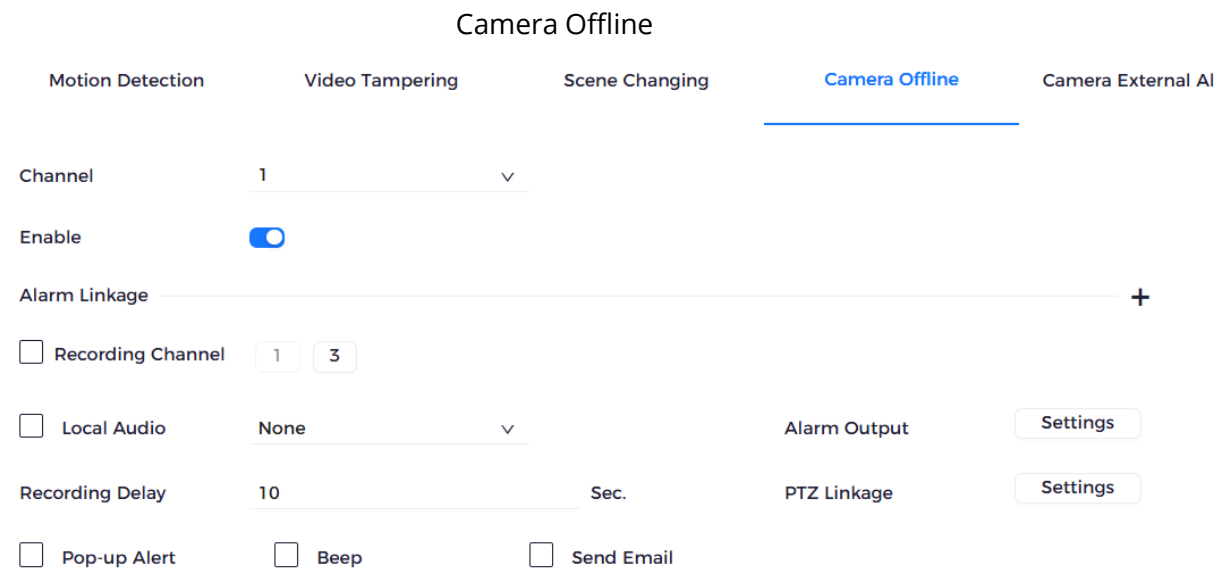 Camera Offline
Motion Detection Video Tampering Scene Changing Camera Offline Camera External Al
Channel 1
Enable
Alarm Linkage +
Recording Channel 1 3
Local Audio None Alarm Output Settings
Recording Delay 10 Sec. PTZ Linkage Settings
Pop-up Alert Beep Send Email